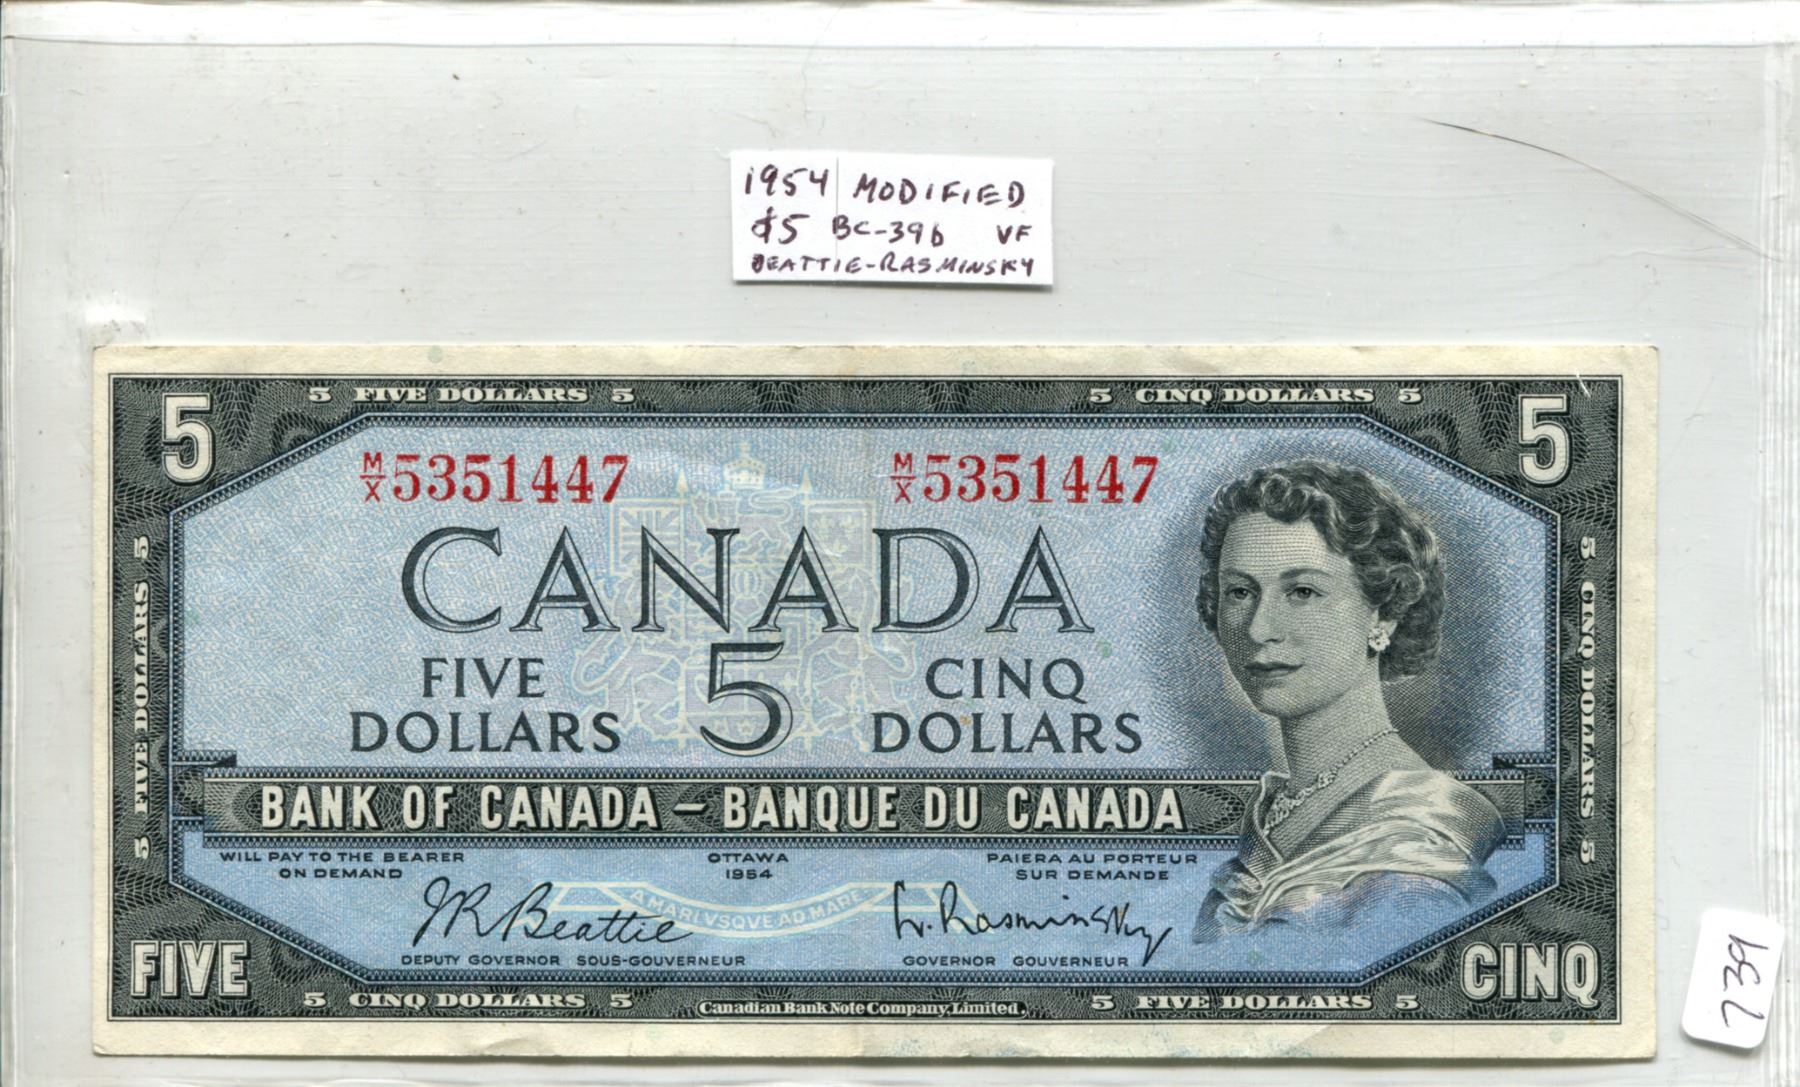 1954 MODIFIED
$5 BC-39b VF
BEATTIE-RASMINSKY
5 FIVE DOLLARS 5
5 CINQ DOLLARS 5
5
5
M/X 5351447
M/X 5351447
CANADA
FIVE DOLLARS
5
CINQ DOLLARS
5 FIVE DOLLARS 5
5 CINQ DOLLARS 5
BANK OF CANADA – BANQUE DU CANADA
WILL PAY TO THE BEARER
ON DEMAND
OTTAWA
1954
PAIERA AU PORTEUR
SUR DEMANDE
A MARI VSQVE AD MARE
JR Beattie
L. Rasminsky
DEPUTY GOVERNOR SOUS-GOUVERNEUR
GOVERNOR GOUVERNEUR
FIVE
CINQ
5 CINQ DOLLARS 5
Canadian Bank Note Company, Limited.
5 FIVE DOLLARS 5
739